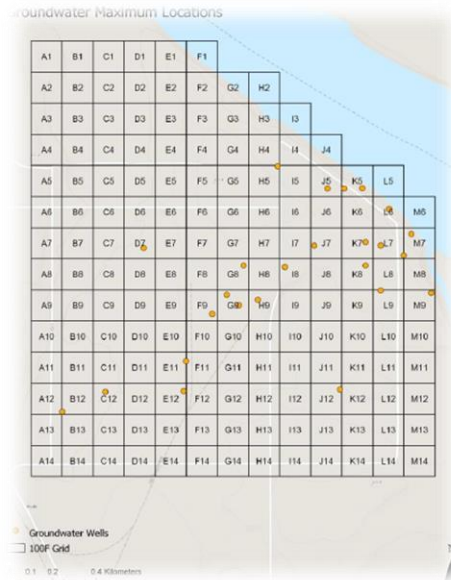 roundwater Maximum Locations
A1 B1 C1 D1 E1 F1
A2 B2 C2 D2 E2 F2 G2 H2
A3 B3 C3 D3 E3 F3 G3 H3 I3
A4 B4 C4 D4 E4 F4 G4 H4 I4 J4
A5 B5 C5 D5 E5 F5 G5 H5 I5 J5 K5 L5
A6 B6 C6 D6 E6 F6 G6 H6 I6 J6 K6 L6 M6
A7 B7 C7 D7 E7 F7 G7 H7 I7 J7 K7 L7 M7
A8 B8 C8 D8 E8 F8 G8 H8 I8 J8 K8 L8 M8
A9 B9 C9 D9 E9 F9 G9 H9 I9 J9 K9 L9 M9
A10 B10 C10 D10 E10 F10 G10 H10 I10 J10 K10 L10 M10
A11 B11 C11 D11 E11 F11 G11 H11 I11 J11 K11 L11 M11
A12 B12 C12 D12 E12 F12 G12 H12 I12 J12 K12 L12 M12
A13 B13 C13 D13 E13 F13 G13 H13 I13 J13 K13 L13 M13
A14 B14 C14 D14 E14 F14 G14 H14 I14 J14 K14 L14 M14
Groundwater Wells
100F Grid
0.1 0.2 0.4 Kilometers